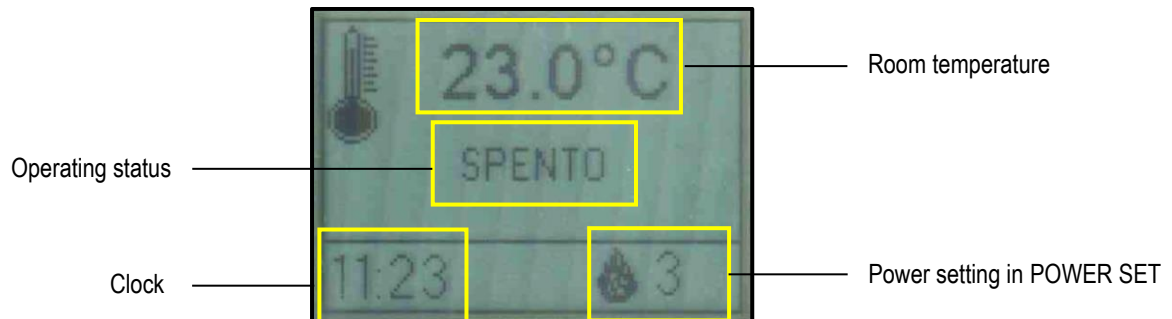 23.0°C
Room temperature
Operating status
SPENTO
Clock
11:23
3
Power setting in POWER SET